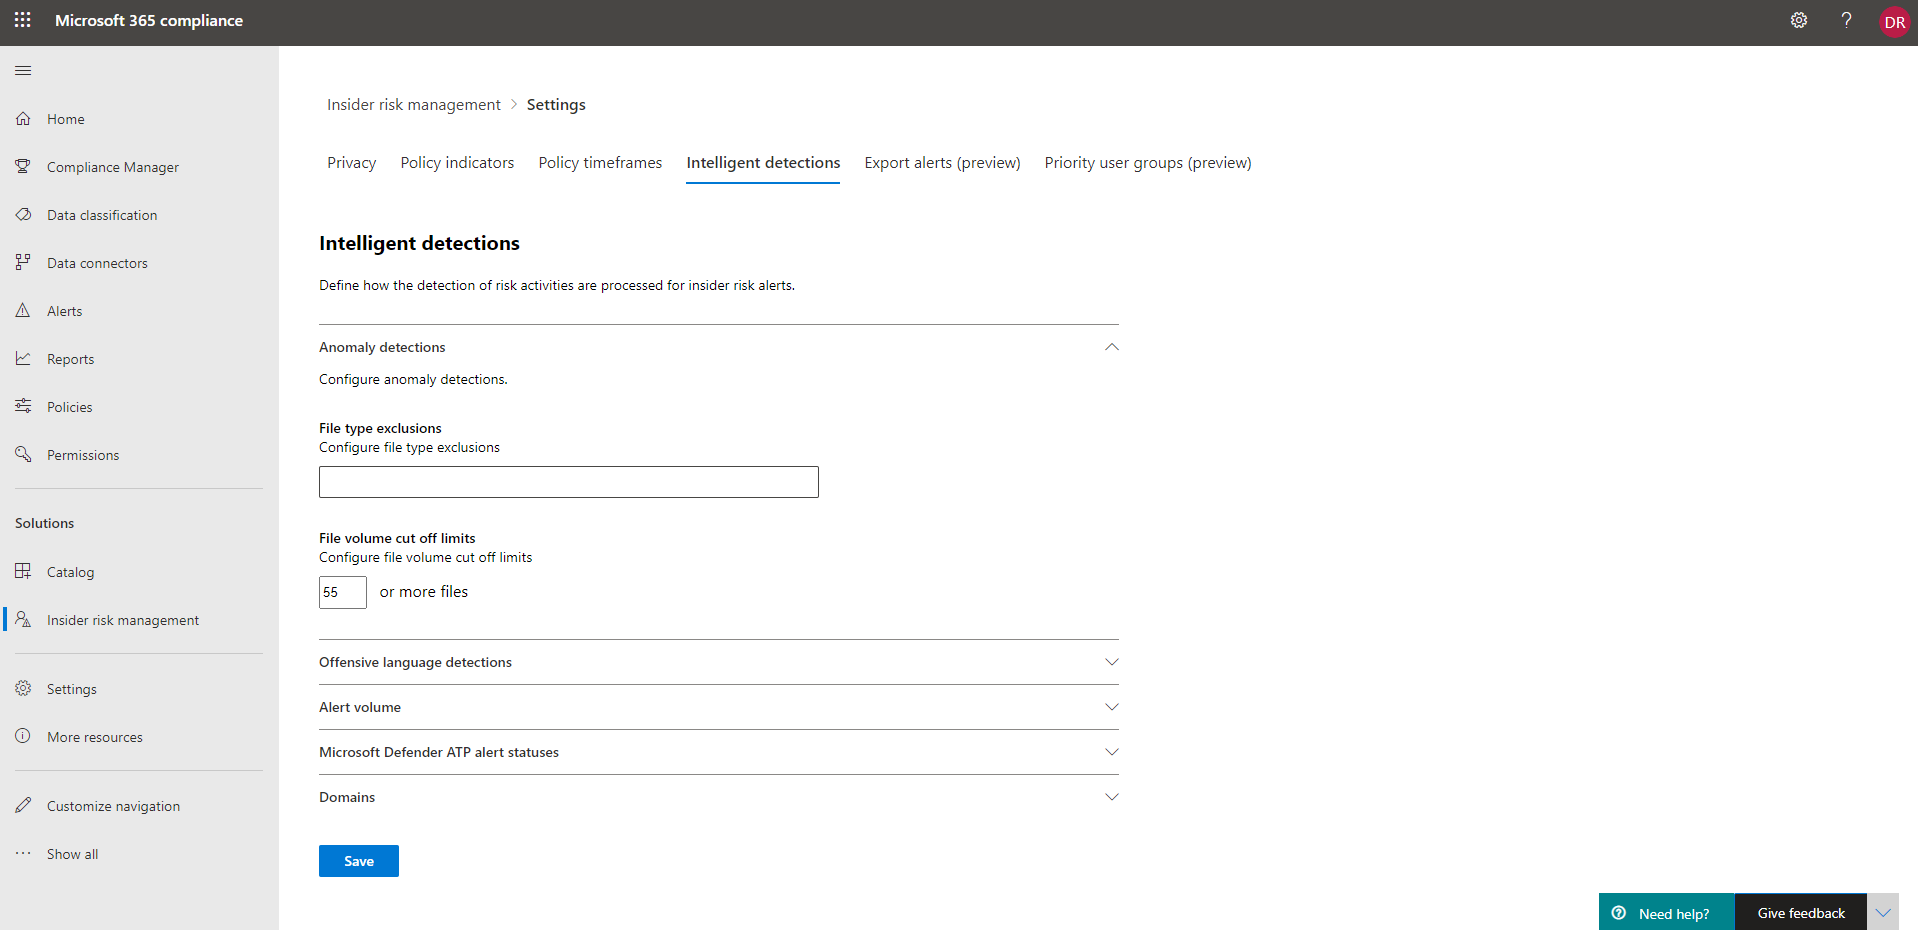 Microsoft 365 compliance
DR
Home
Compliance Manager
Data classification
Data connectors
Alerts
Reports
Policies
Permissions
Solutions
Catalog
Insider risk management
Settings
More resources
Customize navigation
Show all
Insider risk management > Settings
Privacy Policy indicators Policy timeframes Intelligent detections Export alerts (preview) Priority user groups (preview)
Intelligent detections
Define how the detection of risk activities are processed for insider risk alerts.
Anomaly detections
Configure anomaly detections.
File type exclusions
Configure file type exclusions
File volume cut off limits
Configure file volume cut off limits
55 or more files
Offensive language detections
Alert volume
Microsoft Defender ATP alert statuses
Domains
Save
Need help? Give feedback